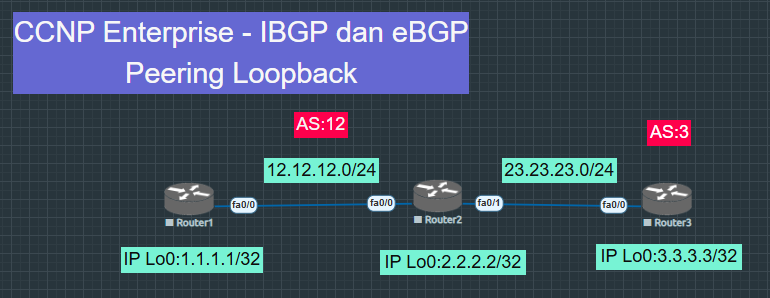 CCNP Enterprise - IBGP dan eBGP
Peering Loopback
AS:12
AS:3
12.12.12.0/24
23.23.23.0/24
fa0/0
fa0/0
fa0/1
fa0/0
Router1
Router2
Router3
IP Lo0:1.1.1.1/32
IP Lo0:2.2.2.2/32
IP Lo0:3.3.3.3/32